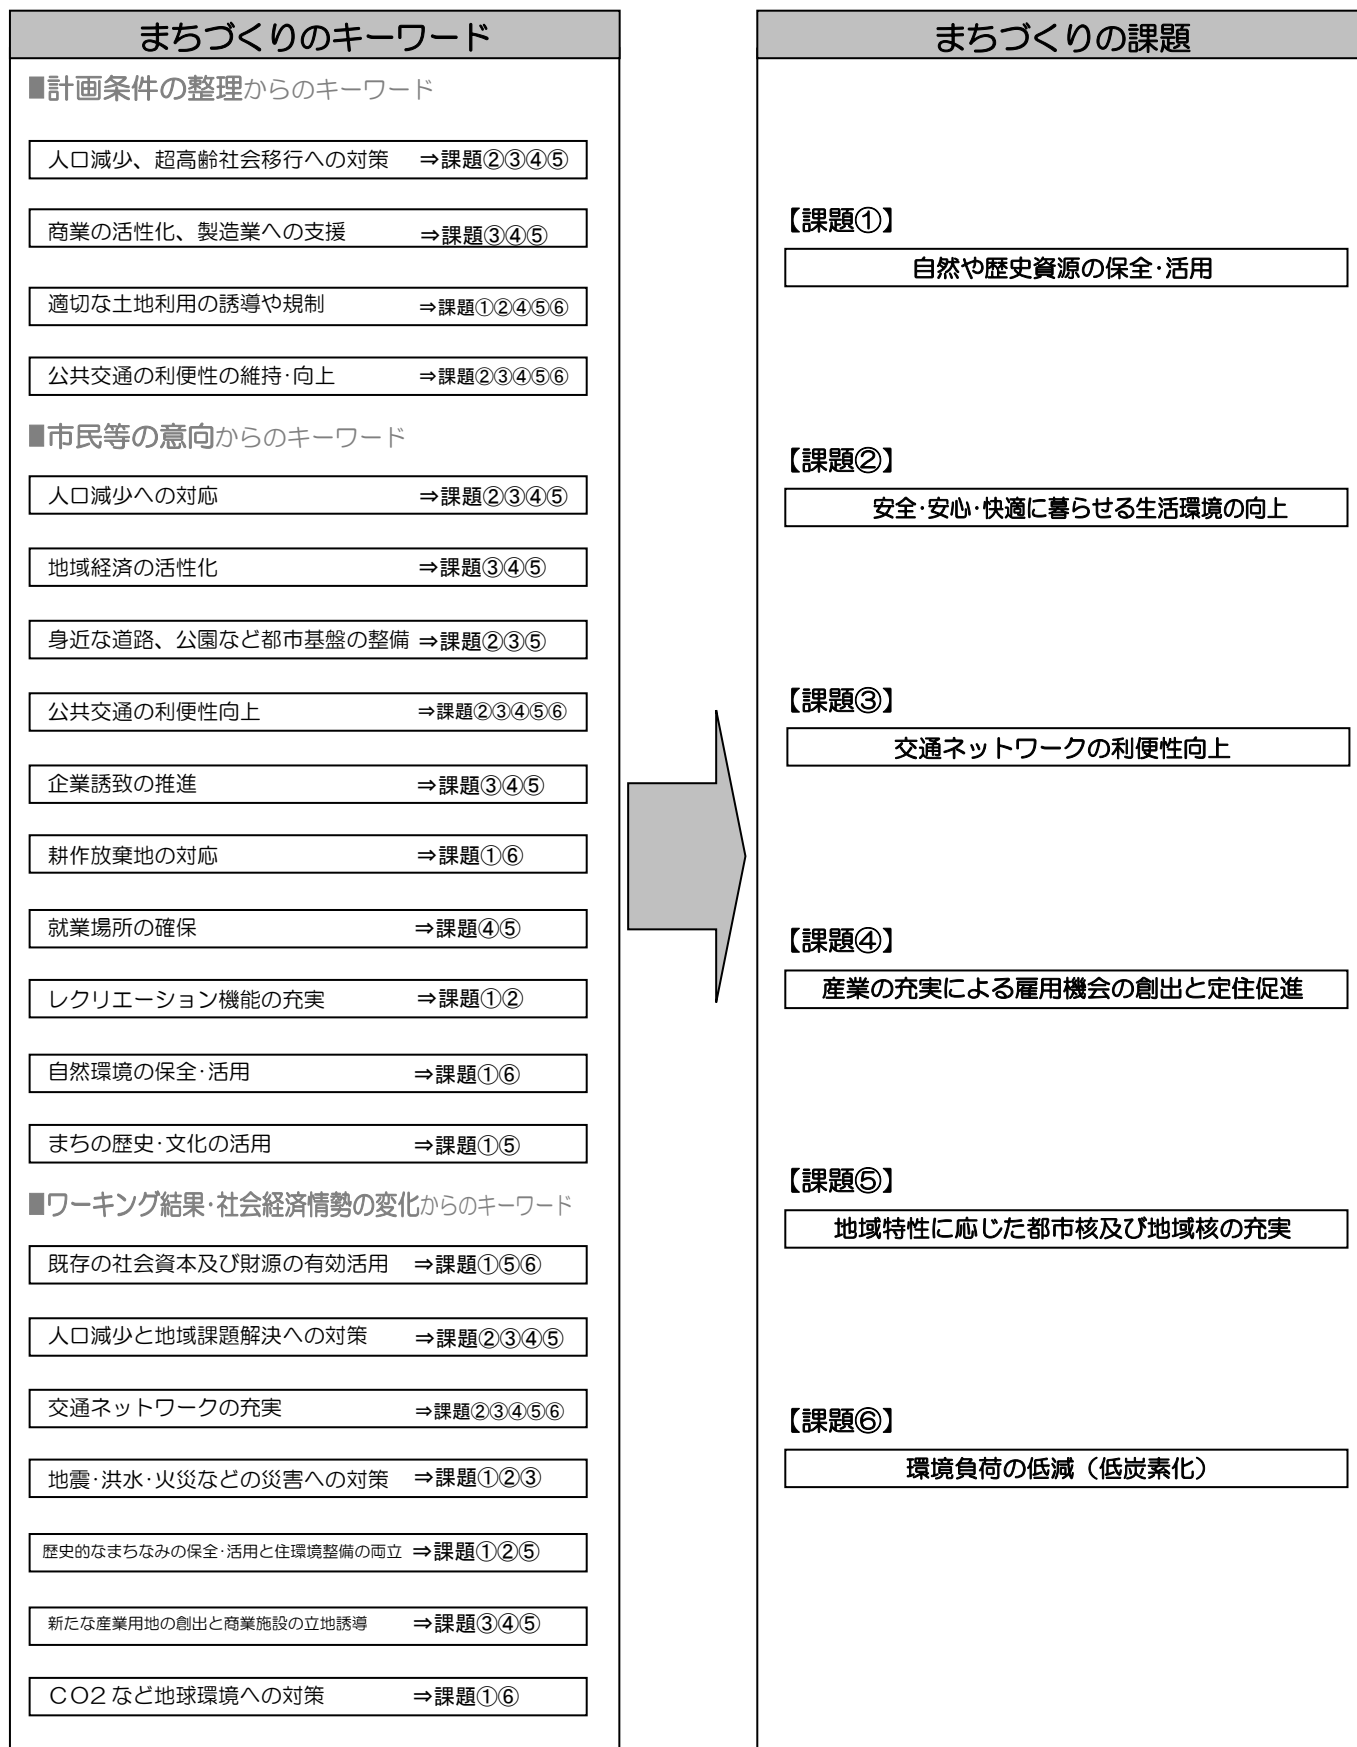 まちづくりのキーワード
■計画条件の整理からのキーワード
人口減少、超高齢社会移行への対策 ⇒課題②③④⑤
商業の活性化、製造業への支援 ⇒課題③④⑤
適切な土地利用の誘導や規制 ⇒課題①②④⑤⑥
公共交通の利便性の維持･向上 ⇒課題②③④⑤⑥
■市民等の意向からのキーワード
人口減少への対応 ⇒課題②③④⑤
地域経済の活性化 ⇒課題③④⑤
身近な道路、公園など都市基盤の整備 ⇒課題②③⑤
公共交通の利便性向上 ⇒課題②③④⑤⑥
企業誘致の推進 ⇒課題③④⑤
耕作放棄地の対応 ⇒課題①⑥
就業場所の確保 ⇒課題④⑤
レクリエーション機能の充実 ⇒課題①②
自然環境の保全･活用 ⇒課題①⑥
まちの歴史･文化の活用 ⇒課題①⑤
■ワーキング結果･社会経済情勢の変化からのキーワード
既存の社会資本及び財源の有効活用 ⇒課題①⑤⑥
人口減少と地域課題解決への対策 ⇒課題②③④⑤
交通ネットワークの充実 ⇒課題②③④⑤⑥
地震･洪水･火災などの災害への対策 ⇒課題①②③
歴史的なまちなみの保全･活用と住環境整備の両立 ⇒課題①②⑤
新たな産業用地の創出と商業施設の立地誘導 ⇒課題③④⑤
ＣＯ２など地球環境への対策 ⇒課題①⑥
まちづくりの課題
【課題①】
自然や歴史資源の保全･活用
【課題②】
安全･安心･快適に暮らせる生活環境の向上
【課題③】
交通ネットワークの利便性向上
【課題④】
産業の充実による雇用機会の創出と定住促進
【課題⑤】
地域特性に応じた都市核及び地域核の充実
【課題⑥】
環境負荷の低減（低炭素化）